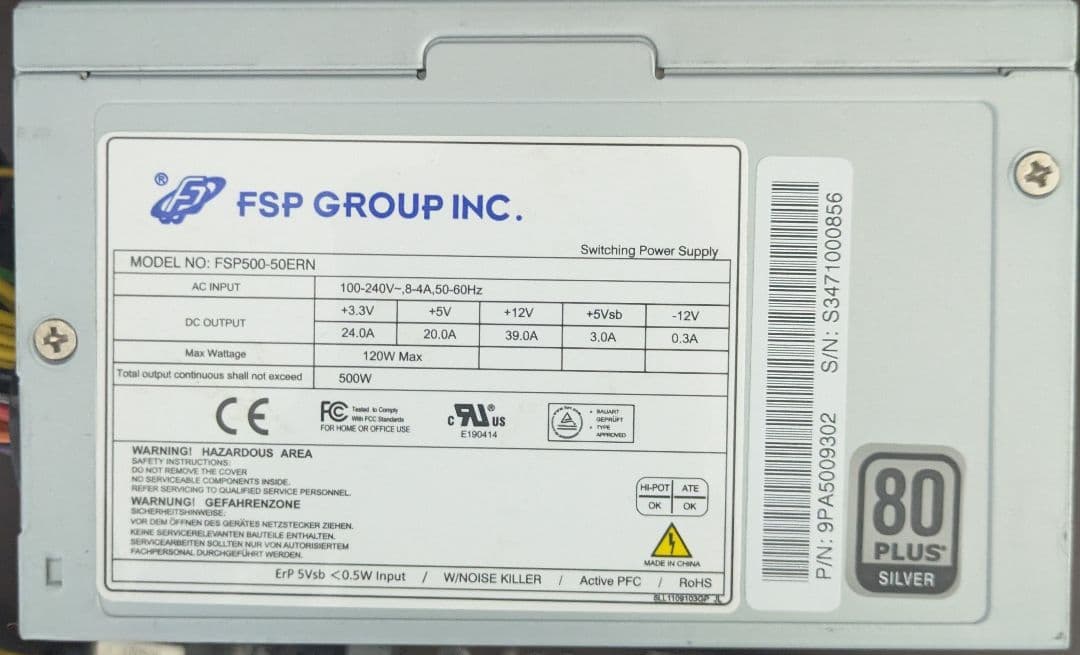 ® FSP GROUP INC.
Switching Power Supply
MODEL NO: FSP500-50ERN
AC INPUT 100-240V~,8-4A,50-60Hz
DC OUTPUT +3.3V +5V +12V +5Vsb -12V
24.0A 20.0A 39.0A 3.0A 0.3A
Max Wattage 120W Max
Total output continuous shall not exceed 500W
CE
FC Tested to Comply
With FCC Standards
FOR HOME OR OFFICE USE
c RU® US
E190414
BAUART
GEPRÜFT
TYPE
APPROVED
WARNING! HAZARDOUS AREA
SAFETY INSTRUCTIONS:
DO NOT REMOVE THE COVER
NO SERVICEABLE COMPONENTS INSIDE.
REFER SERVICING TO QUALIFIED SERVICE PERSONNEL.
WARNUNG! GEFAHRENZONE
SICHERHEITSHINWEISE:
VOR DEM ÖFFNEN DES GERÄTES NETZSTECKER ZIEHEN.
KEINE SERVICERELEVANTEN BAUTEILE ENTHALTEN.
SERVICEARBEITEN SOLLTEN NUR VON AUTORISIERTEM
FACHPERSONAL DURCHGEFÜHRT WERDEN.
HI-POT ATE
OK OK
MADE IN CHINA
ErP 5Vsb <0.5W Input / W/NOISE KILLER / Active PFC / RoHS
P/N: 9PA5009302 S/N: S3471000856
80
PLUS®
SILVER